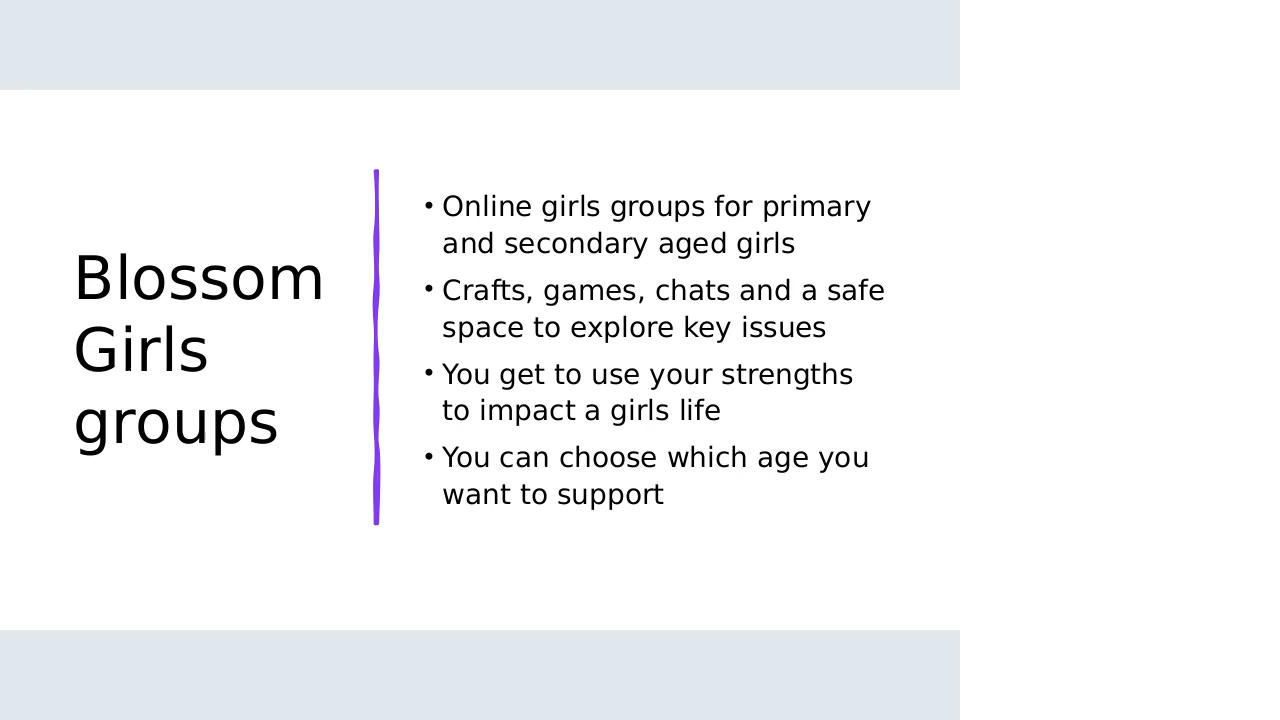 Blossom
Girls
groups
• Online girls groups for primary
and secondary aged girls
• Crafts, games, chats and a safe
space to explore key issues
• You get to use your strengths
to impact a girls life
• You can choose which age you
want to support